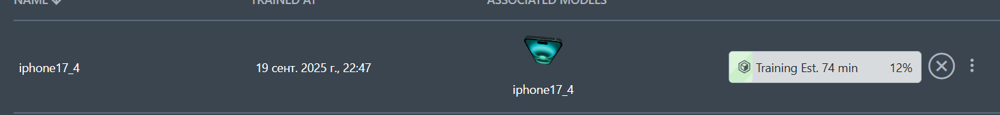 NAME TRAINED AT ASSOCIATED MODELS
iphone17_4 19 сент. 2025 г., 22:47 Training Est. 74 min 12%
iphone17_4